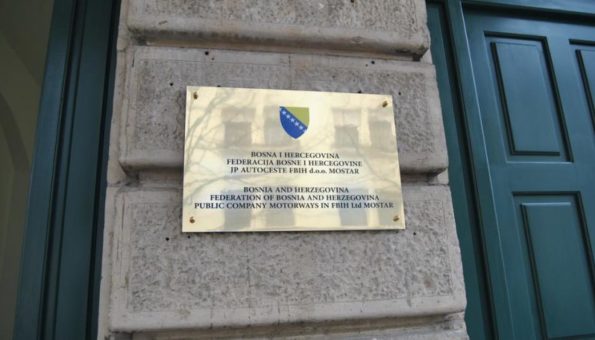 BOSNA I HERCEGOVINA
FEDERACIJA BOSNE I HERCEGOVINE
JP AUTOCESTE FBIH d.o.o. MOSTAR
BOSNIA AND HERZEGOVINA
FEDERATION OF BOSNIA AND HERZEGOVINA
PUBLIC COMPANY MOTORWAYS IN FBIH Ltd MOSTAR